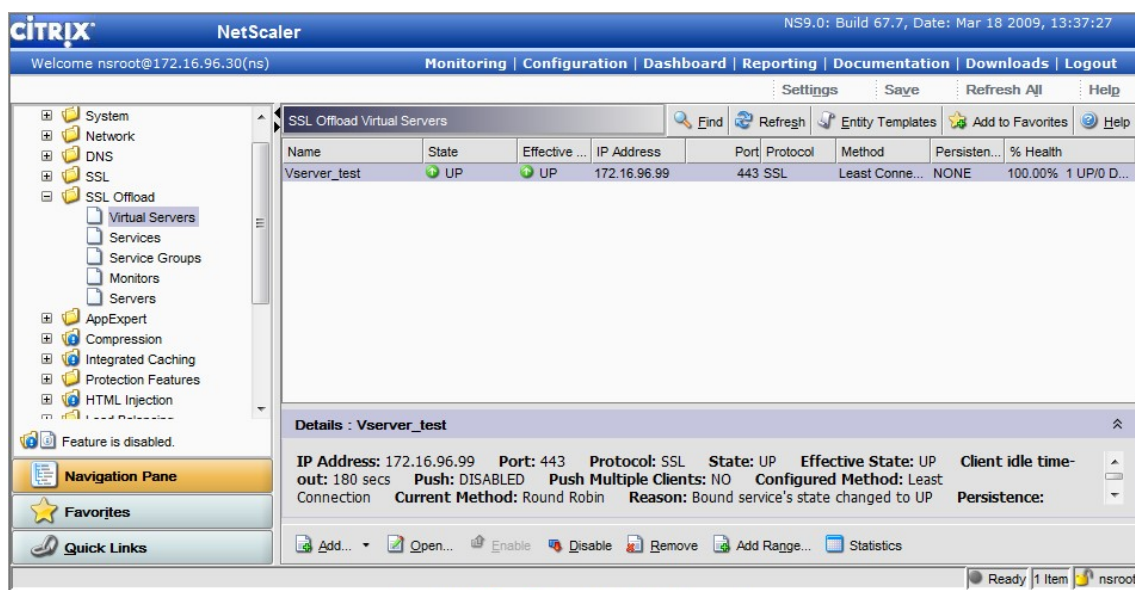 CİTRIX NetScaler
NS9.0: Build 67.7, Date: Mar 18 2009, 13:37:27
Welcome nsroot@172.16.96.30(ns)
Monitoring | Configuration | Dashboard | Reporting | Documentation | Downloads | Logout
Settings Save Refresh All Help
System
Network
DNS
SSL
SSL Offload
Virtual Servers
Services
Service Groups
Monitors
Servers
AppExpert
Compression
Integrated Caching
Protection Features
HTML Injection
Feature is disabled.
Navigation Pane
Favorites
Quick Links
SSL Offload Virtual Servers
Find Refresh Entity Templates Add to Favorites Help
Name State Effective ... IP Address Port Protocol Method Persisten... % Health
Vserver_test UP UP 172.16.96.99 443 SSL Least Conne... NONE 100.00% 1 UP/0 D...
Details : Vserver_test
IP Address: 172.16.96.99 Port: 443 Protocol: SSL State: UP Effective State: UP Client idle time-
out: 180 secs Push: DISABLED Push Multiple Clients: NO Configured Method: Least
Connection Current Method: Round Robin Reason: Bound service's state changed to UP Persistence:
Add... Open... Enable Disable Remove Add Range... Statistics
Ready 1 Item nsroot